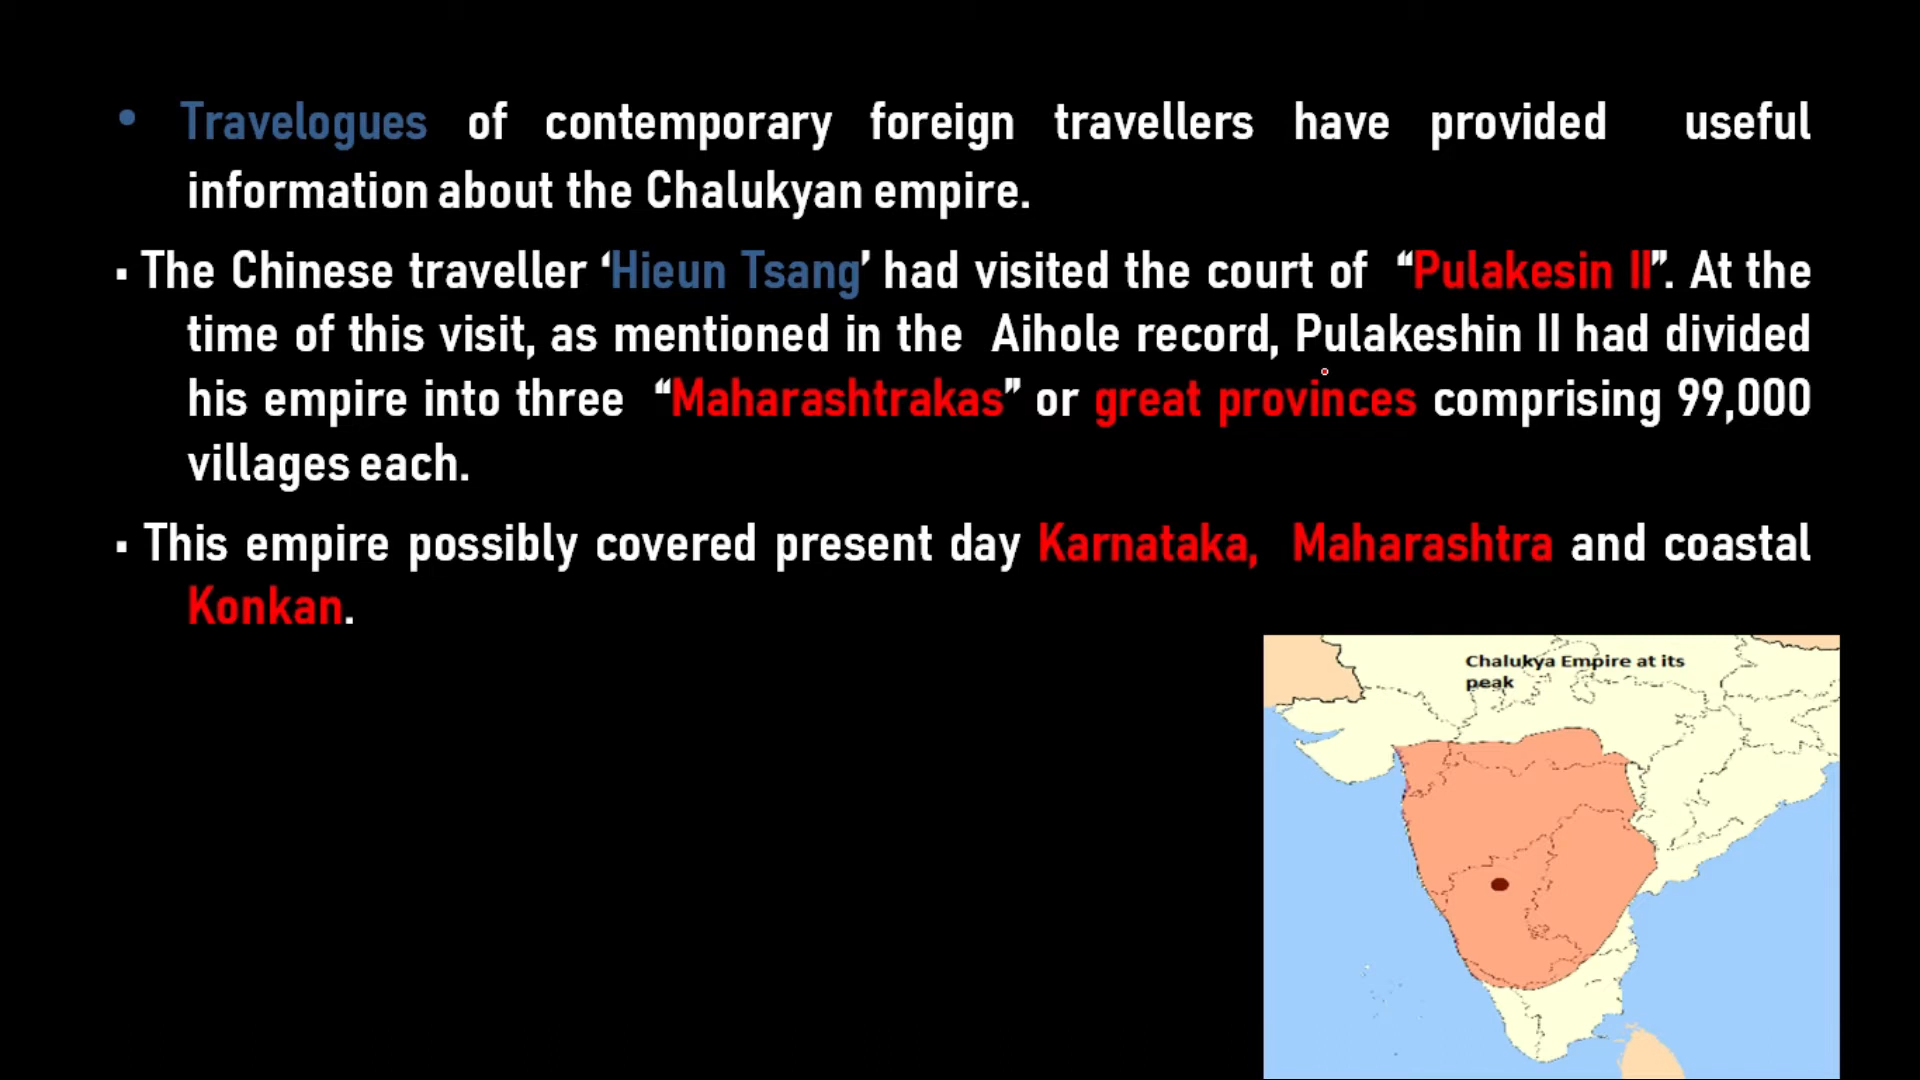 • Travelogues of contemporary foreign travellers have provided useful
information about the Chalukyan empire.
▪ The Chinese traveller ‘Hieun Tsang’ had visited the court of “Pulakesin II”. At the
time of this visit, as mentioned in the Aihole record, Pulakeshin II had divided
his empire into three “Maharashtrakas” or great provinces comprising 99,000
villages each.
▪ This empire possibly covered present day Karnataka, Maharashtra and coastal
Konkan.
Chalukya Empire at its
peak